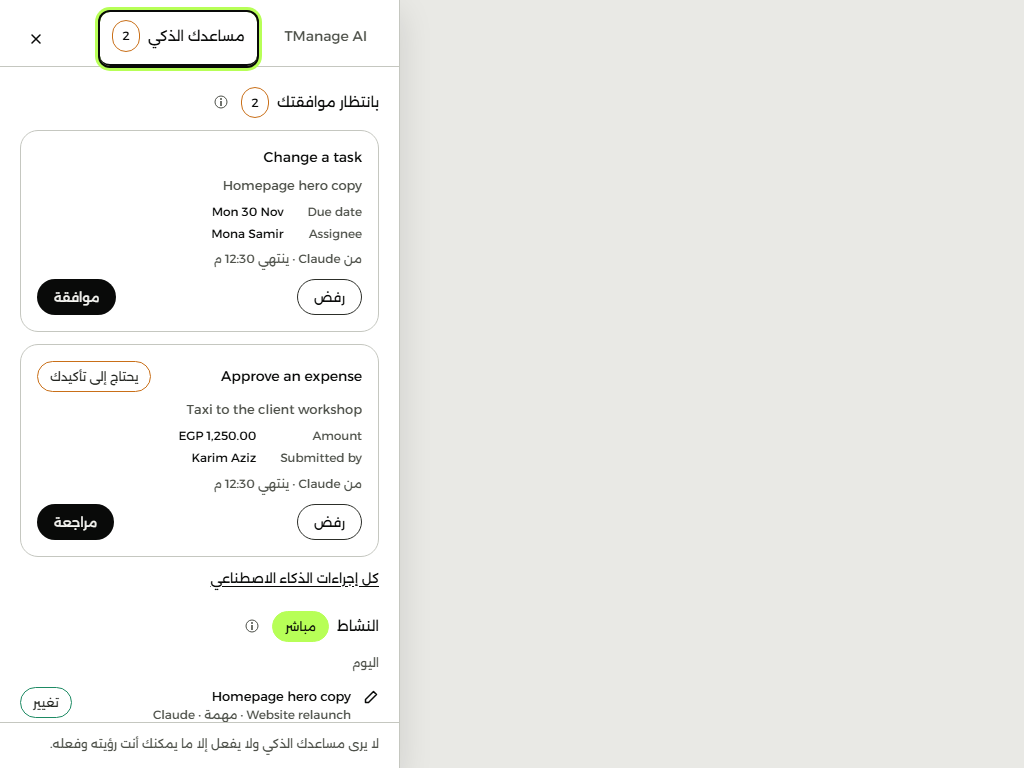 TManage AI
مساعدك الذكي 2
بانتظار موافقتك 2
Change a task
Homepage hero copy
Due date Mon 30 Nov
Assignee Mona Samir
من Claude · ينتهي 12:30 م
رفض
موافقة
Approve an expense
يحتاج إلى تأكيدك
Taxi to the client workshop
Amount EGP 1,250.00
Submitted by Karim Aziz
من Claude · ينتهي 12:30 م
رفض
مراجعة
كل إجراءات الذكاء الاصطناعي
النشاط مباشر
اليوم
Homepage hero copy
تغيير
Claude · مهمة · Website relaunch
لا يرى مساعدك الذكي ولا يفعل إلا ما يمكنك أنت رؤيته وفعله.